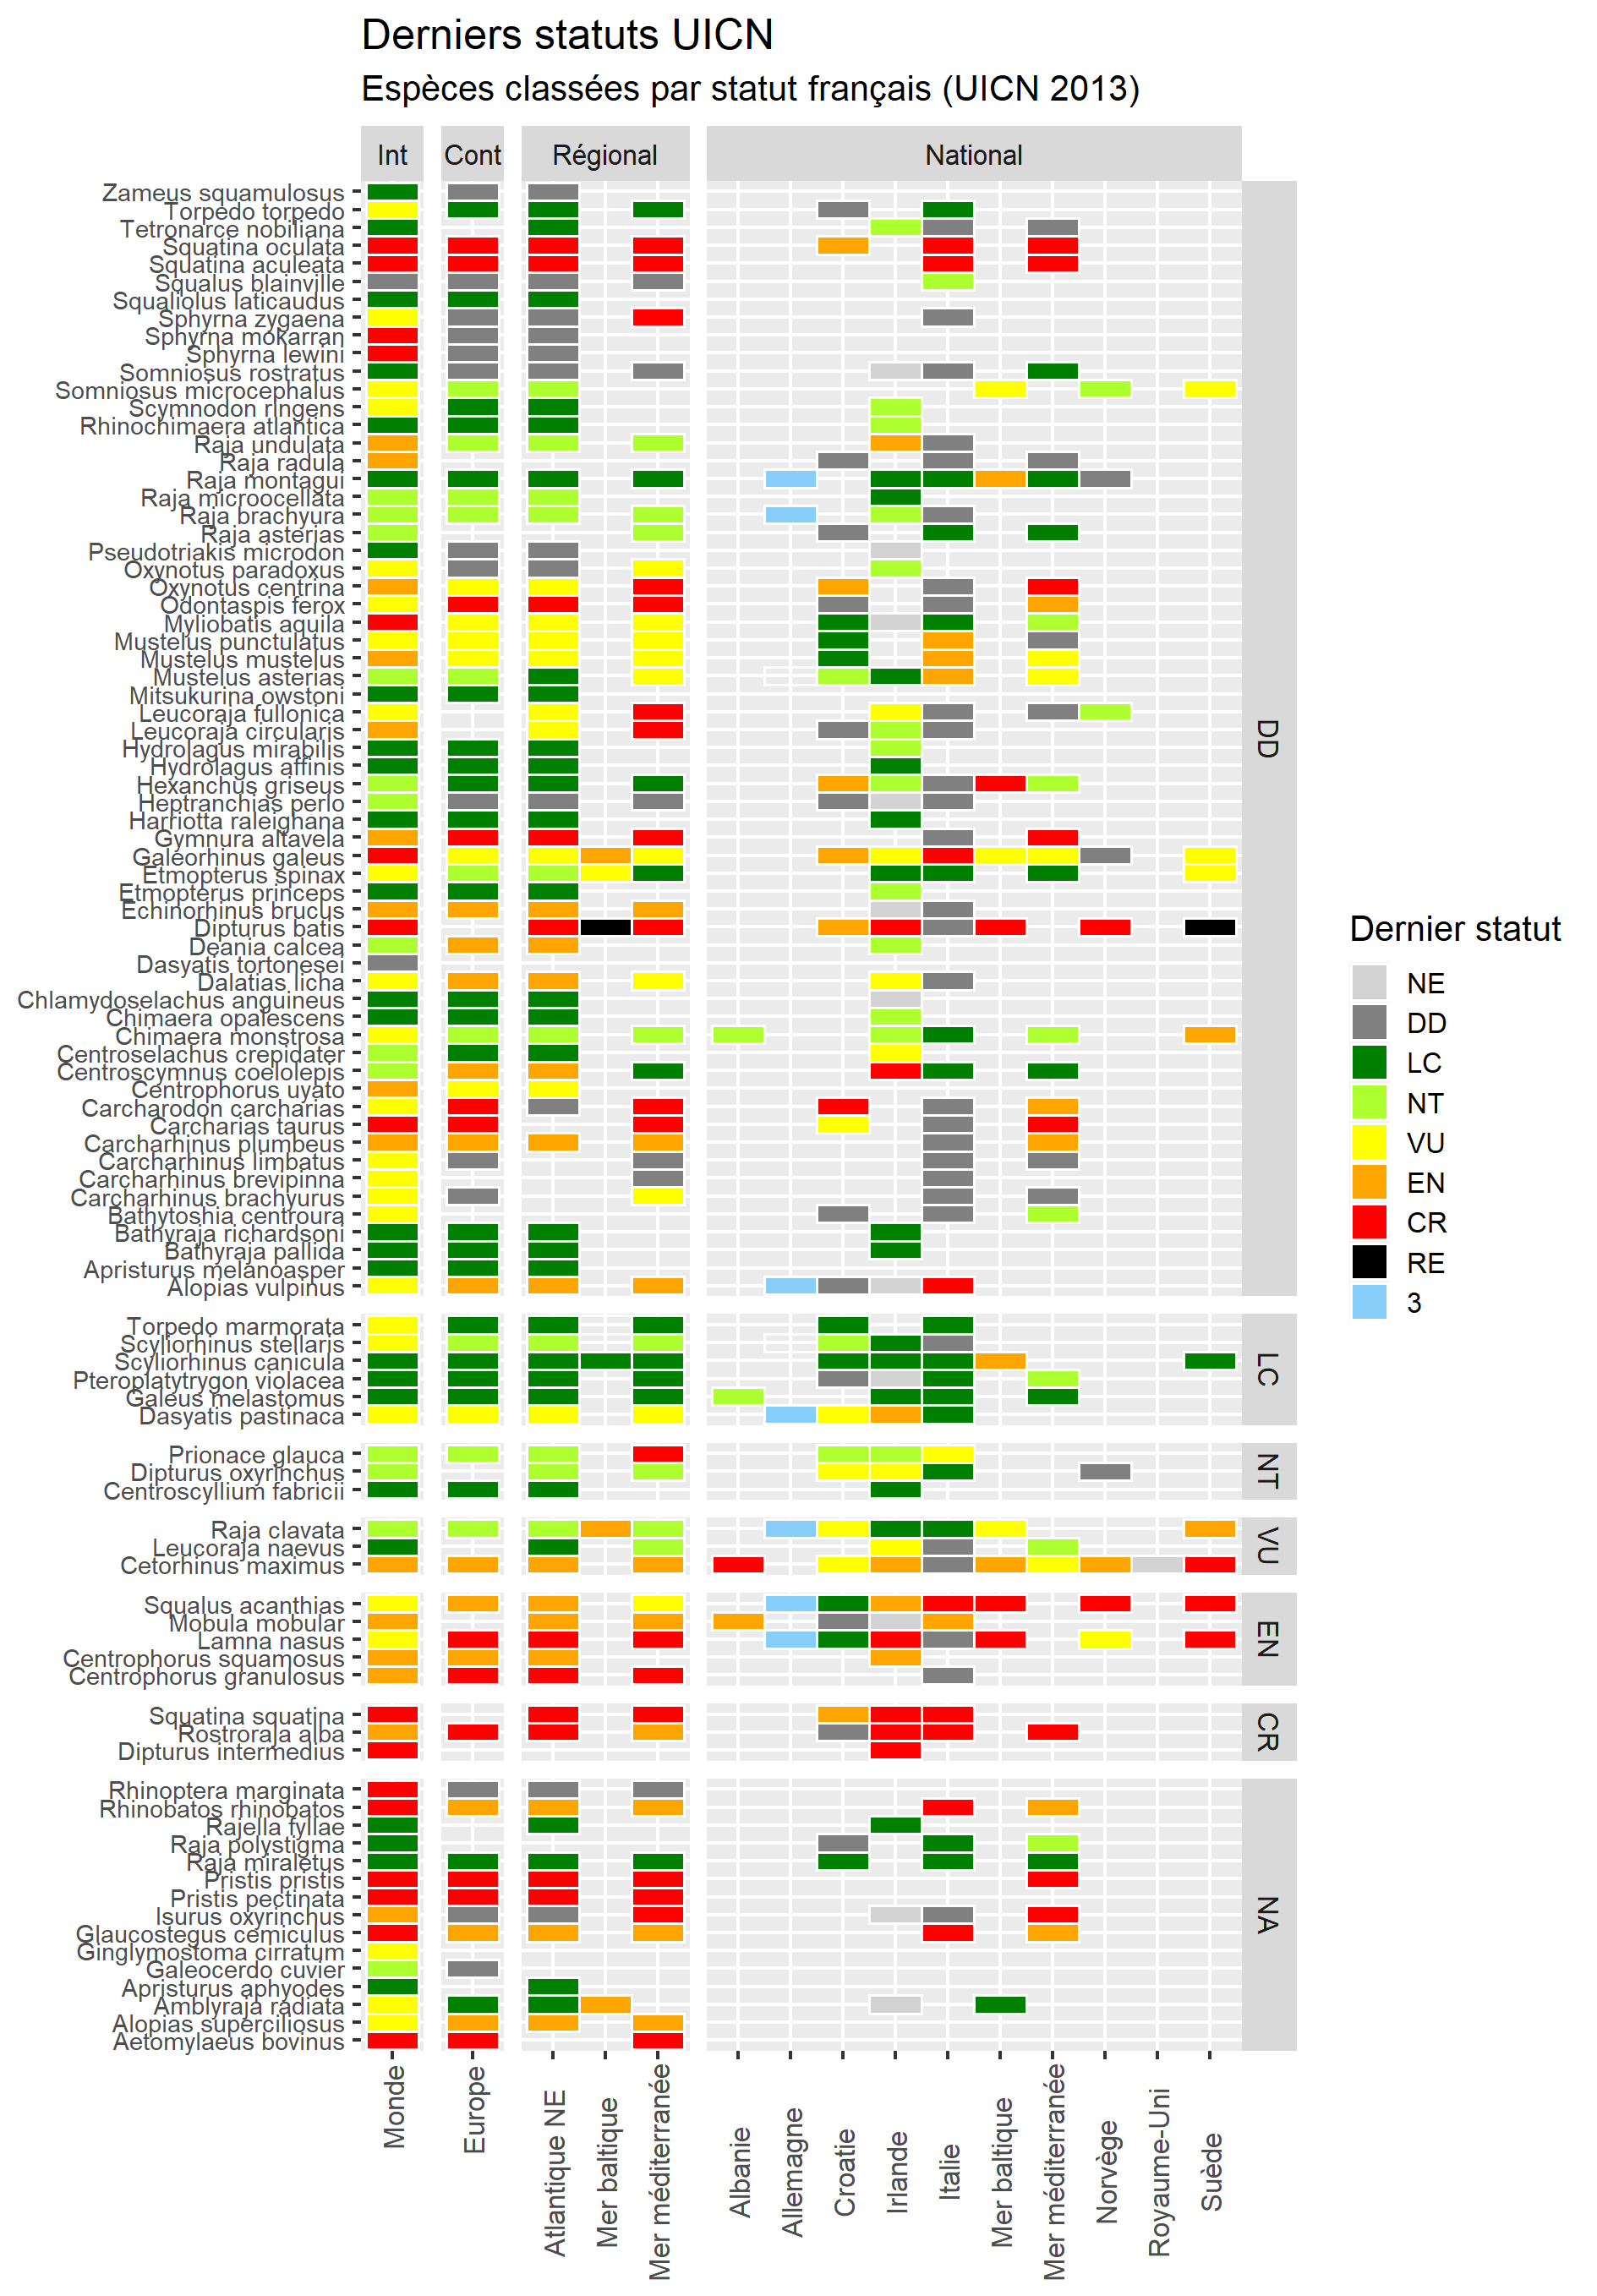 Derniers statuts UICN
Espèces classées par statut français (UICN 2013)
Int
Cont
Régional
National
Zameus squamulosus
Torpedo torpedo
Tetronarce nobiliana
Squatina oculata
Squatina aculeata
Squalus blainville
Squaliolus laticaudus
Sphyrna zygaena
Sphyrna mokarran
Sphyrna lewini
Somniosus rostratus
Somniosus microcephalus
Scymnodon ringens
Rhinochimaera atlantica
Raja undulata
Raja radula
Raja montagui
Raja microocellata
Raja brachyura
Raja asterias
Pseudotriakis microdon
Oxynotus paradoxus
Oxynotus centrina
Odontaspis ferox
Myliobatis aquila
Mustelus punctulatus
Mustelus mustelus
Mustelus asterias
Mitsukurina owstoni
Leucoraja fullonica
Leucoraja circularis
Hydrolagus mirabilis
Hydrolagus affinis
Hexanchus griseus
Heptranchias perlo
Harriotta raleighana
Gymnura altavela
Galeorhinus galeus
Etmopterus spinax
Etmopterus princeps
Echinorhinus brucus
Dipturus batis
Deania calcea
Dasyatis tortonesei
Dalatias licha
Chlamydoselachus anguineus
Chimaera opalescens
Chimaera monstrosa
Centroselachus crepidater
Centroscymnus coelolepis
Centrophorus uyato
Carcharodon carcharias
Carcharias taurus
Carcharhinus plumbeus
Carcharhinus limbatus
Carcharhinus brevipinna
Carcharhinus brachyurus
Bathytoshia centroura
Bathyraja richardsoni
Bathyraja pallida
Apristurus melanoasper
Alopias vulpinus
DD
Torpedo marmorata
Scyliorhinus stellaris
Scyliorhinus canicula
Pteroplatytrygon violacea
Galeus melastomus
Dasyatis pastinaca
LC
Prionace glauca
Dipturus oxyrinchus
Centroscyllium fabricii
NT
Raja clavata
Leucoraja naevus
Cetorhinus maximus
VU
Squalus acanthias
Mobula mobular
Lamna nasus
Centrophorus squamosus
Centrophorus granulosus
EN
Squatina squatina
Rostroraja alba
Dipturus intermedius
CR
Rhinoptera marginata
Rhinobatos rhinobatos
Rajella fyllae
Raja polystigma
Raja miraletus
Pristis pristis
Pristis pectinata
Isurus oxyrinchus
Glaucostegus cemiculus
Ginglymostoma cirratum
Galeocerdo cuvier
Apristurus aphyodes
Amblyraja radiata
Alopias superciliosus
Aetomylaeus bovinus
NA
Monde
Europe
Atlantique NE
Mer baltique
Mer méditerranée
Albanie
Allemagne
Croatie
Irlande
Italie
Mer baltique
Mer méditerranée
Norvège
Royaume-Uni
Suède
Dernier statut
NE
DD
LC
NT
VU
EN
CR
RE
3